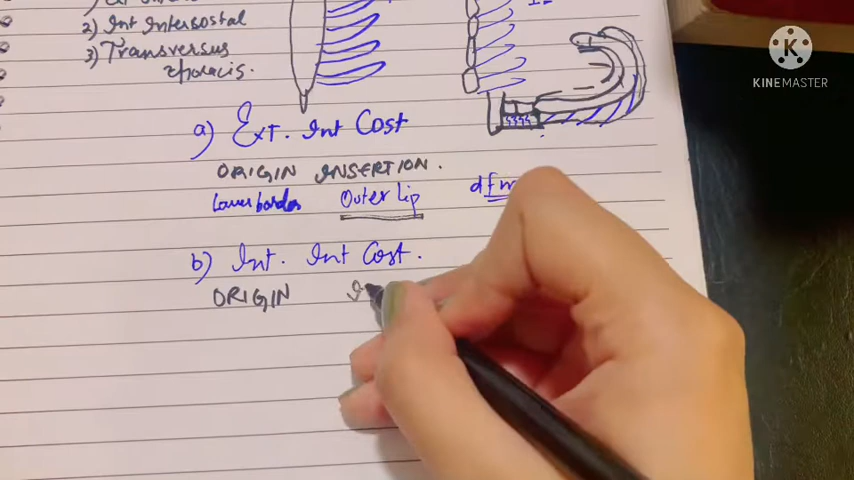 2) Int Intersostal
3) Transversus
thoracis.
a) Ext. Int Cost
ORIGIN INSERTION.
Lower border Outer lip
b) Int. Int Cost.
ORIGIN
K
KINEMASTER